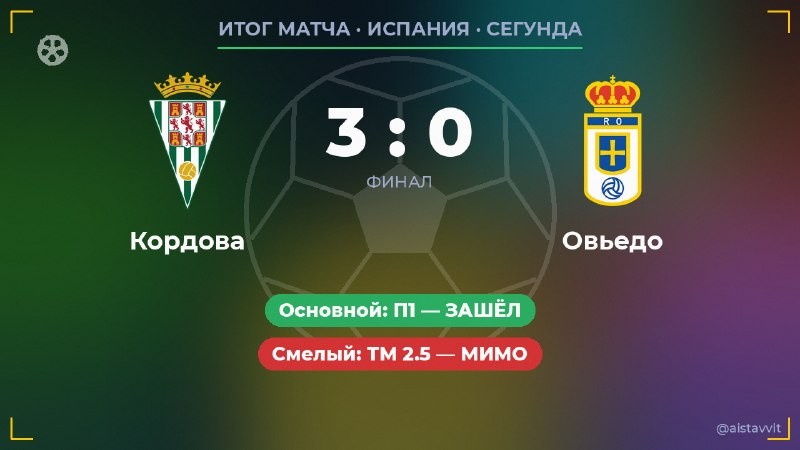 ИТОГ МАТЧА · ИСПАНИЯ · СЕГУНДА
3 : 0
ФИНАЛ
R O
Кордова
Овьедо
Основной: П1 — ЗАШЁЛ
Смелый: ТМ 2.5 — МИМО
@aistavvit